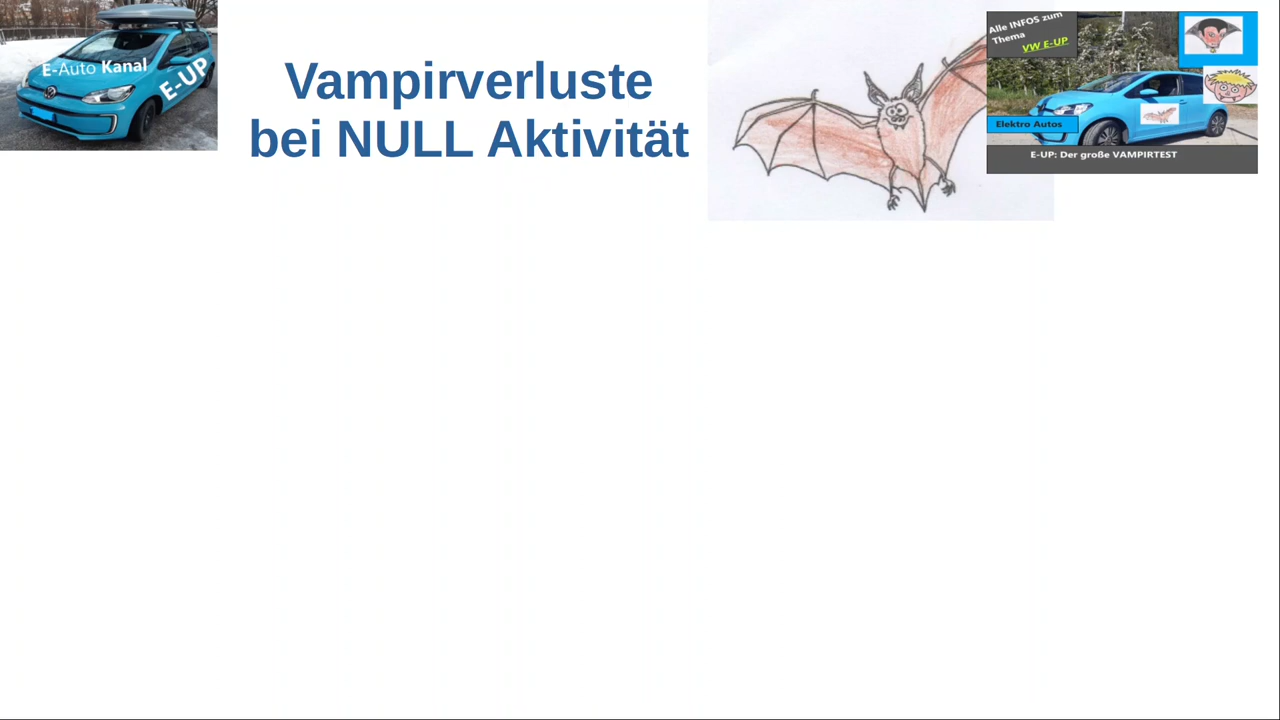 E-Auto Kanal
E-UP
Vampirverluste
bei NULL Aktivität
Alle INFOS zum
Thema
VW E-UP
Elektro Autos
E-UP: Der große VAMPIRTEST